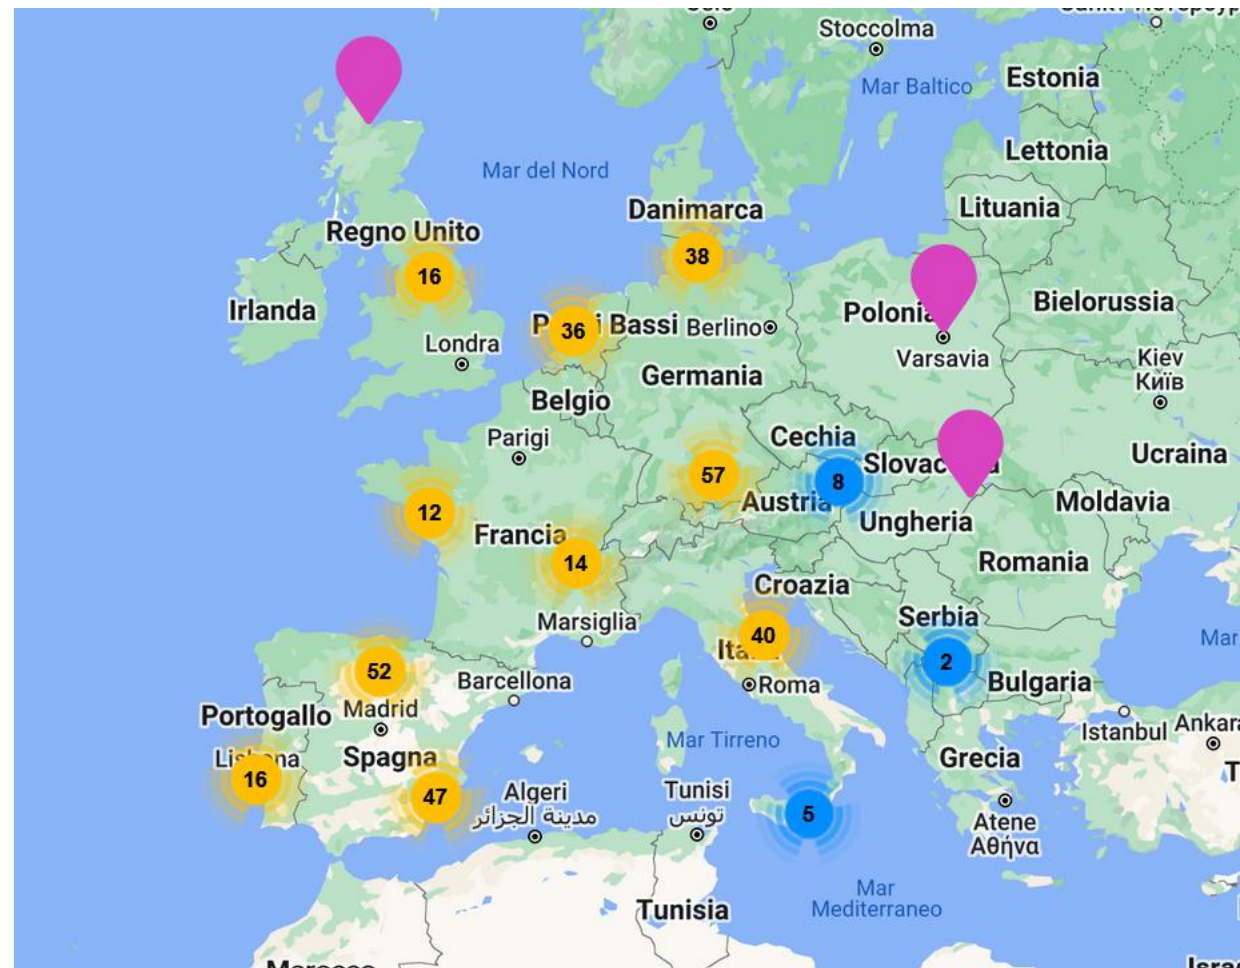 Stoccolma
Mar Baltico
Estonia
Lettonia
Mar del Nord
Danimarca
Lituania
Regno Unito
38
16
Irlanda
36
Bassi
Berlino
Polonia
Bielorussia
Londra
Varsavia
Kiev
Київ
Germania
Belgio
Parigi
Cechia
Ucraina
57
8
Austria
Moldavia
12
Ungheria
Francia
14
Romania
Croazia
Serbia
Marsiglia
40
52
2
Barcellona
Roma
Bulgaria
Portogallo
Madrid
Istanbul
Mar Tirreno
Spagna
Grecia
16
47
Algeri
مدينة الجزائر
Tunisi
تونس
5
Atene
Αθήνα
Mar
Mediterraneo
Tunisia